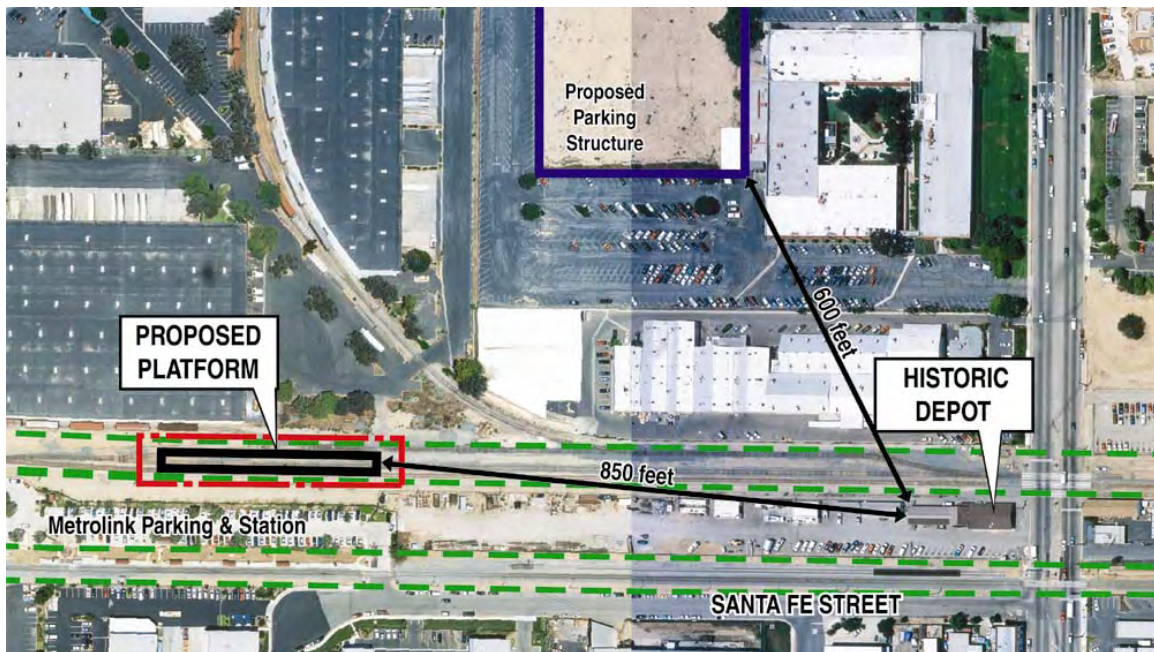 Proposed
Parking
Structure
600 feet
PROPOSED
PLATFORM
HISTORIC
DEPOT
850 feet
Metrolink Parking & Station
SANTA FE STREET